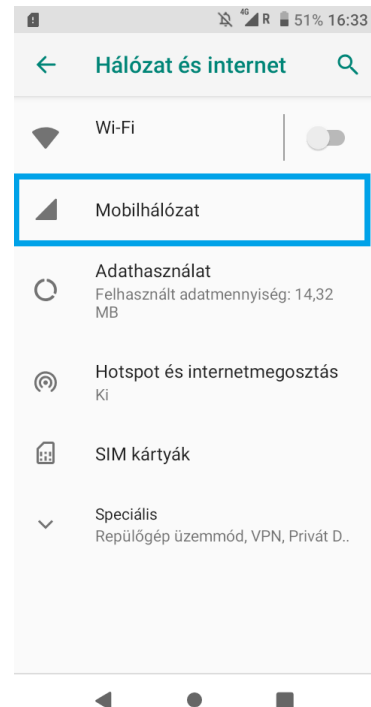 4G R 51% 16:33
Hálózat és internet
Wi-Fi
Mobilhálózat
Adathasználat
Felhasznált adatmennyiség: 14,32
MB
Hotspot és internetmegosztás
Ki
SIM kártyák
Speciális
Repülőgép üzemmód, VPN, Privát D..